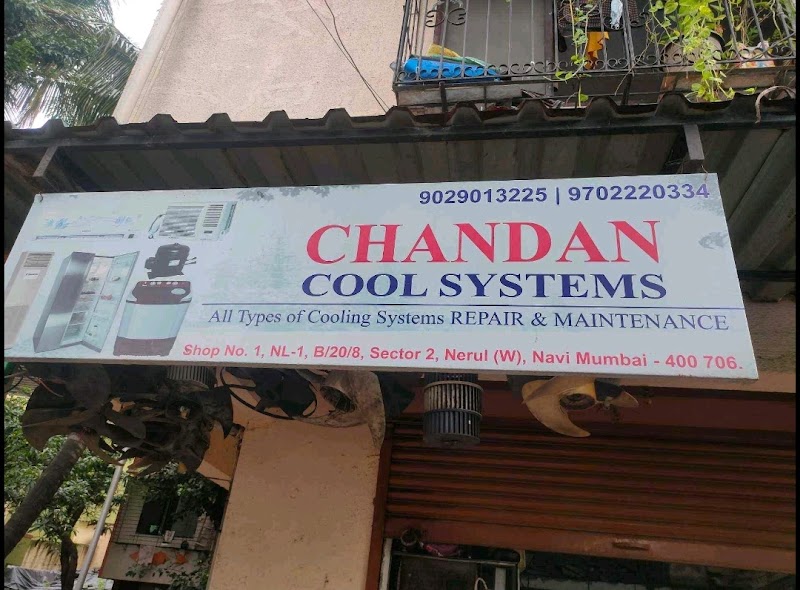 9029013225 | 9702220334
CHANDAN
COOL SYSTEMS
All Types of Cooling Systems REPAIR & MAINTENANCE
Shop No. 1, NL-1, B/20/8, Sector 2, Nerul (W), Navi Mumbai - 400 706.